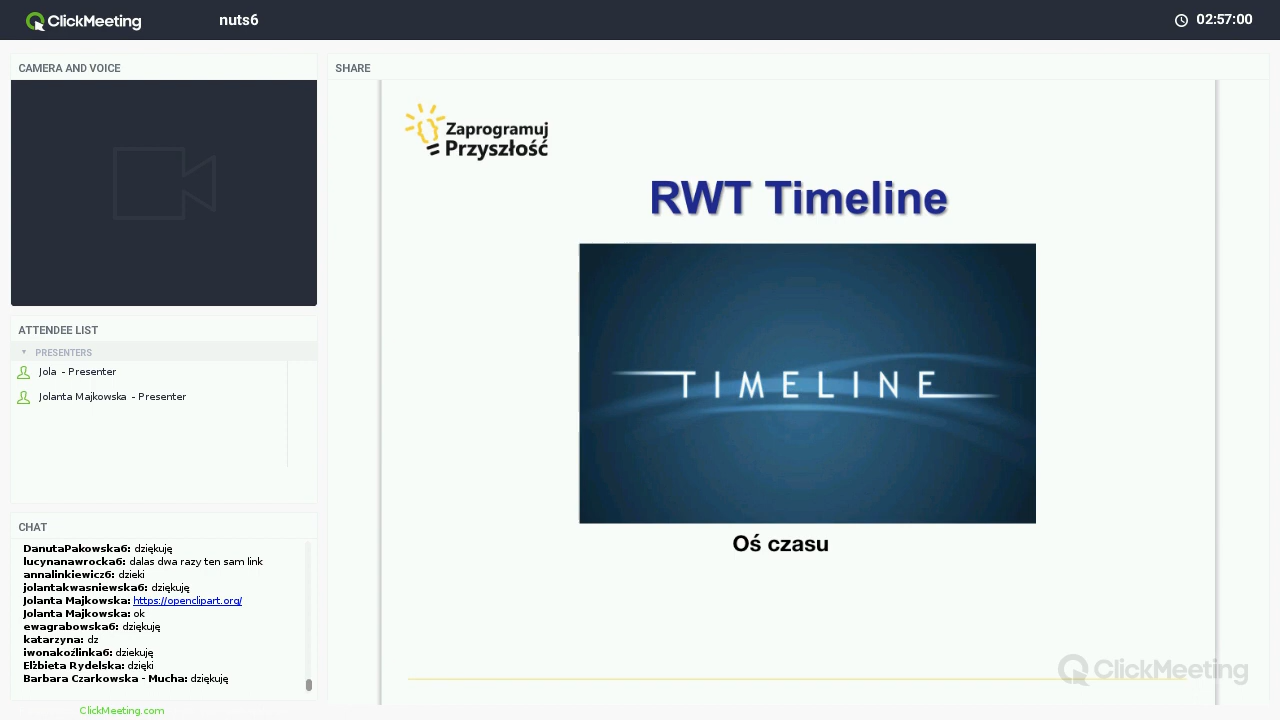 ClickMeeting
nuts6
02:57:00
CAMERA AND VOICE
SHARE
Zaprogramuj
Przyszłość
RWT Timeline
TIMELINE
Oś czasu
ATTENDEE LIST
PRESENTERS
Jola - Presenter
Jolanta Majkowska - Presenter
CHAT
DanutaPakowska6: dziękuję
lucynanawrocka6: dalas dwa razy ten sam link
annalinkiewicz6: dzieki
jolantakwasniewska6: dziękuję
Jolanta Majkowska: https://openclipart.org/
Jolanta Majkowska: ok
ewagrabowska6: dziękuję
katarzyna: dz
iwonakoźlinka6: dziekuję
Elżbieta Rydelska: dzięki
Barbara Czarkowska - Mucha: dziękuję
ClickMeeting
ClickMeeting.com